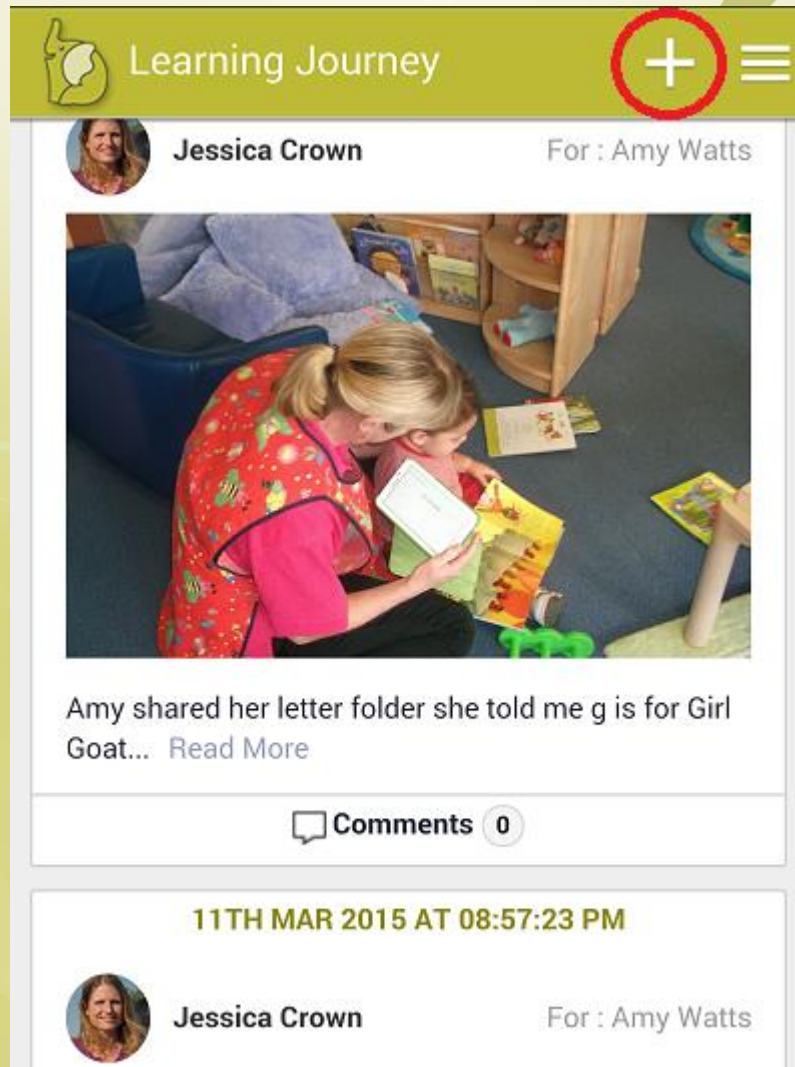 Learning Journey
Jessica Crown For : Amy Watts
Amy shared her letter folder she told me g is for Girl
Goat... Read More
Comments 0
11TH MAR 2015 AT 08:57:23 PM
Jessica Crown For : Amy Watts